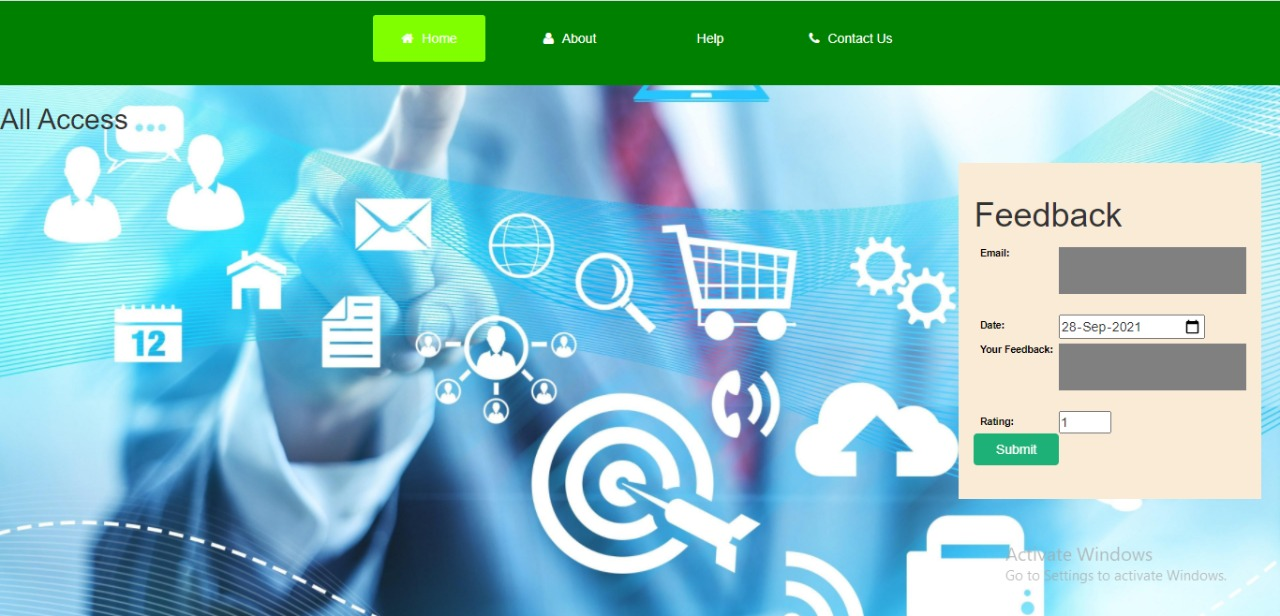 Home About Help Contact Us
All Access
Feedback
Email:
Date: 28-Sep-2021
Your Feedback:
Rating: 1
Submit
12
Activate Windows
Go to Settings to activate Windows.